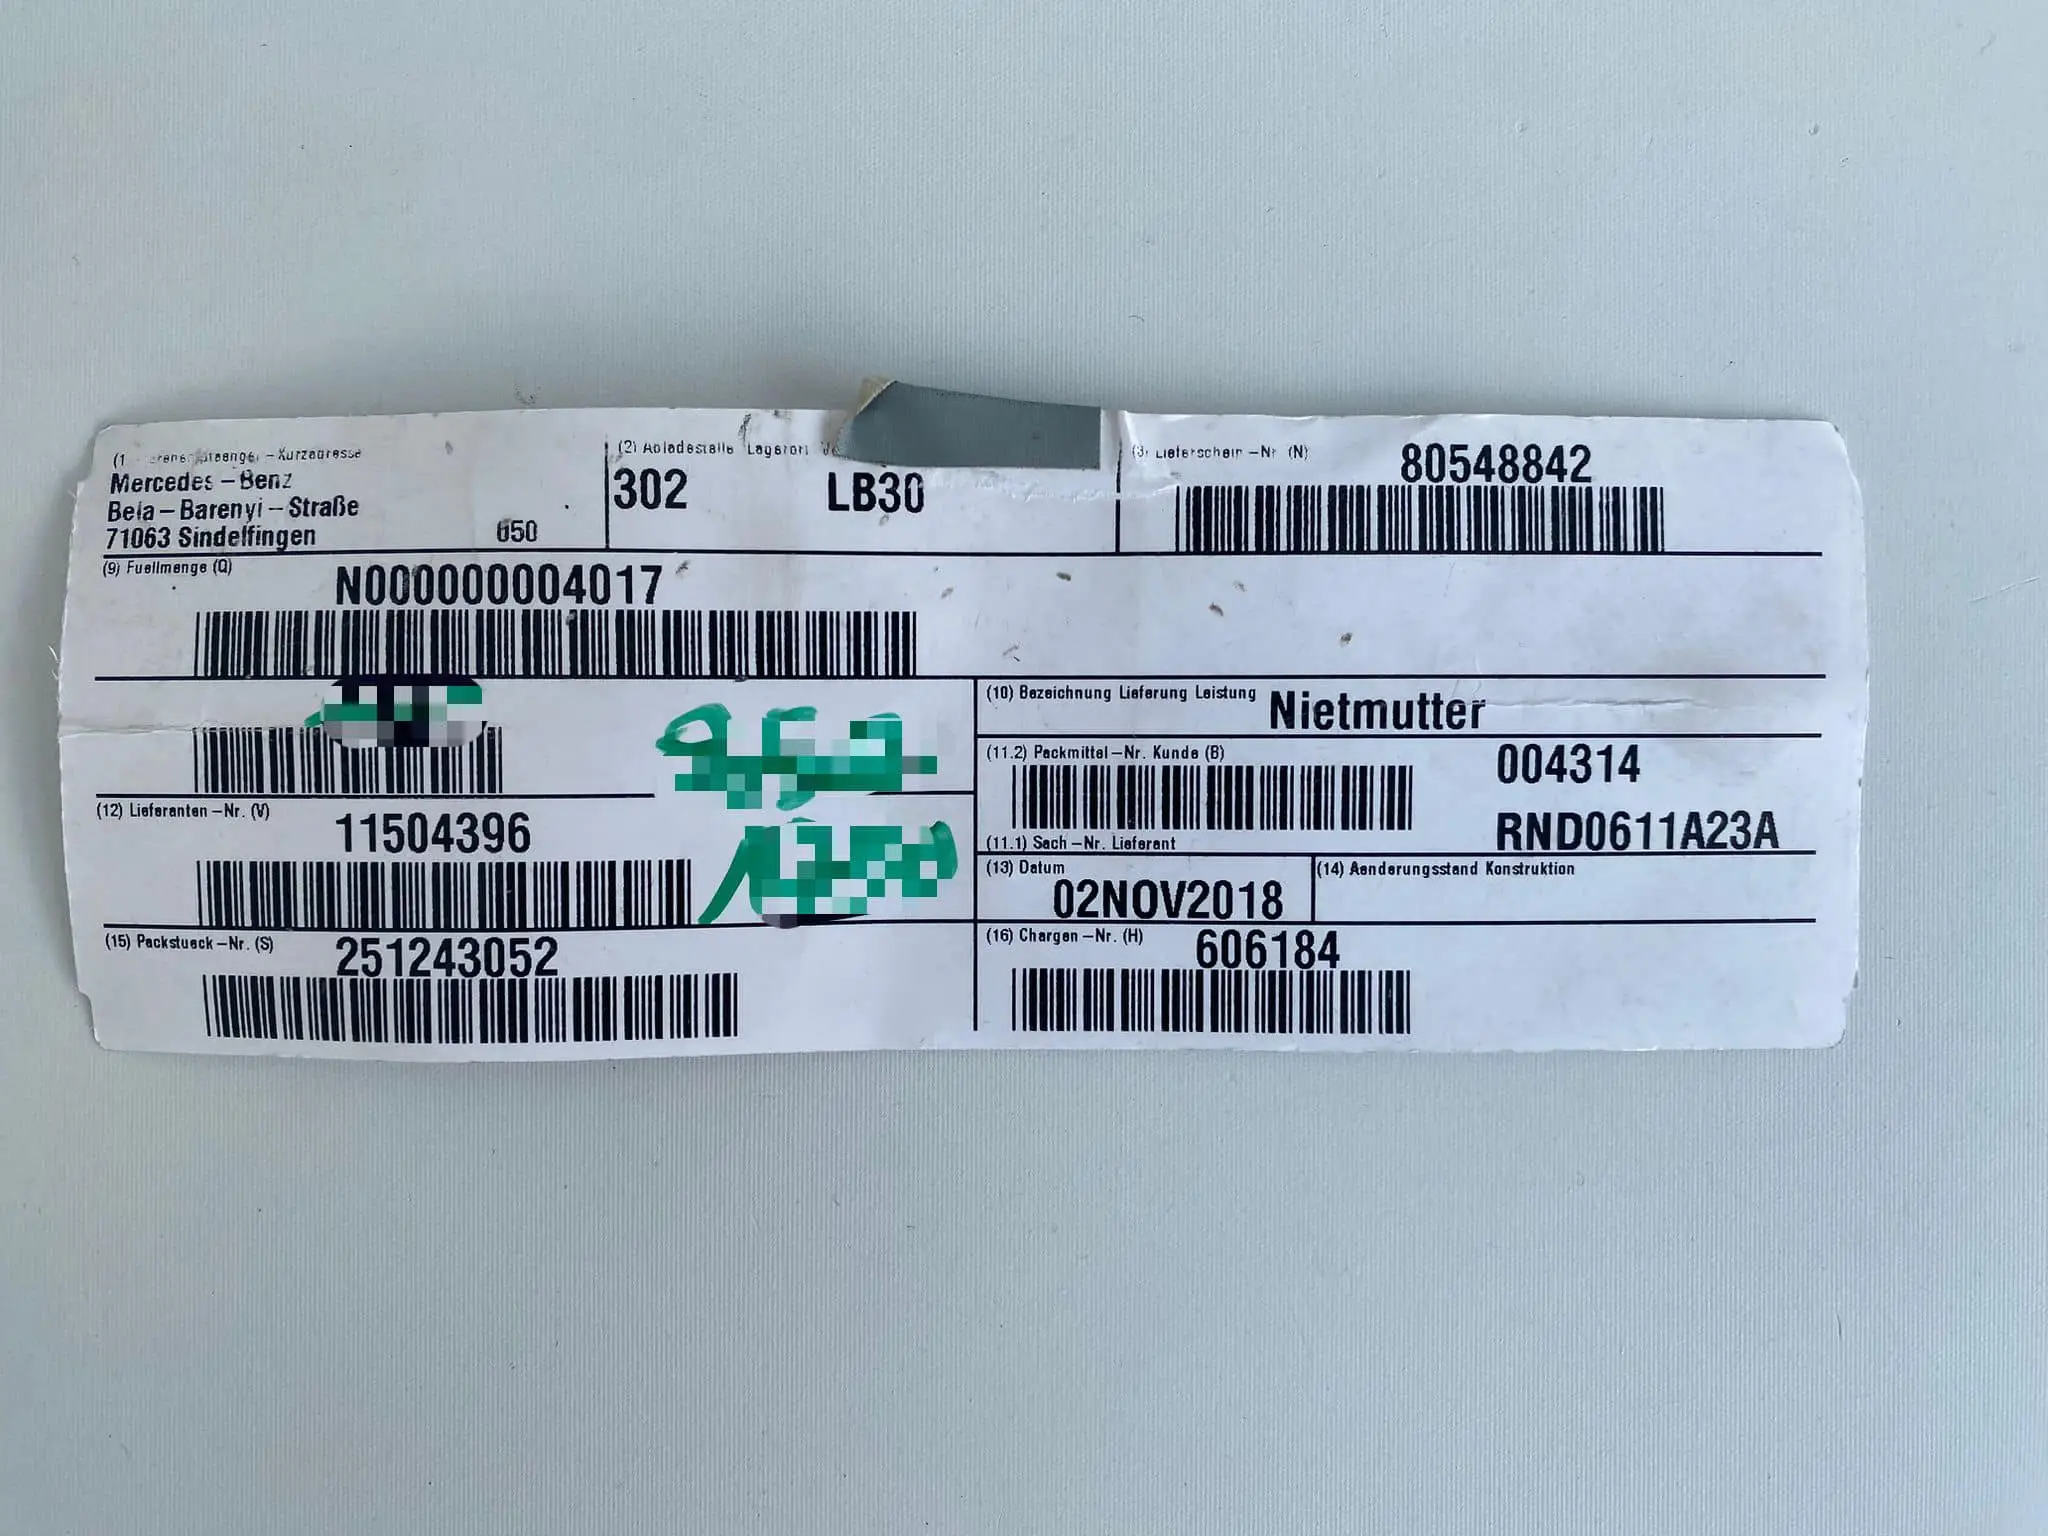 Kurzadresse
(2) Abladestelle Lagerort
(3) Lieferschein-Nr (N) 80548842
Mercedes-Benz
Bela-Barenyi-Straße
71063 Sindelfingen 050
302 LB30
(9) Fuellmenge (Q)
N000000004017
(10) Bezeichnung Lieferung Leistung Nietmutter
(11.2) Packmittel-Nr. Kunde (B) 004314
(12) Lieferanten-Nr. (V)
11504396
(11.1) Sach-Nr. Lieferant RND0611A23A
(13) Datum
02NOV2018
(14) Aenderungsstand Konstruktion
(15) Packstueck-Nr. (S) 251243052
(16) Chargen-Nr. (H) 606184